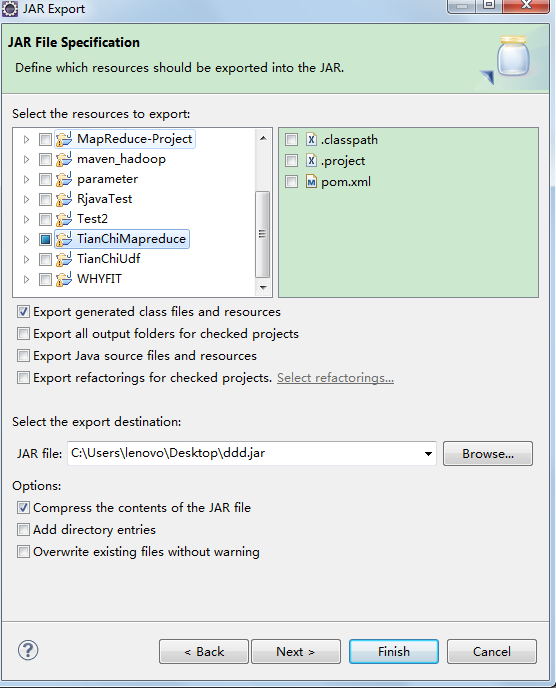 JAR Export
JAR File Specification
Define which resources should be exported into the JAR.
Select the resources to export:
MapReduce-Project
maven_hadoop
parameter
RjavaTest
Test2
TianChiMapreduce
TianChiUdf
WHYFIT
.classpath
.project
pom.xml
Export generated class files and resources
Export all output folders for checked projects
Export Java source files and resources
Export refactorings for checked projects. Select refactorings...
Select the export destination:
JAR file: C:\Users\lenovo\Desktop\ddd.jar Browse...
Options:
Compress the contents of the JAR file
Add directory entries
Overwrite existing files without warning
< Back Next > Finish Cancel